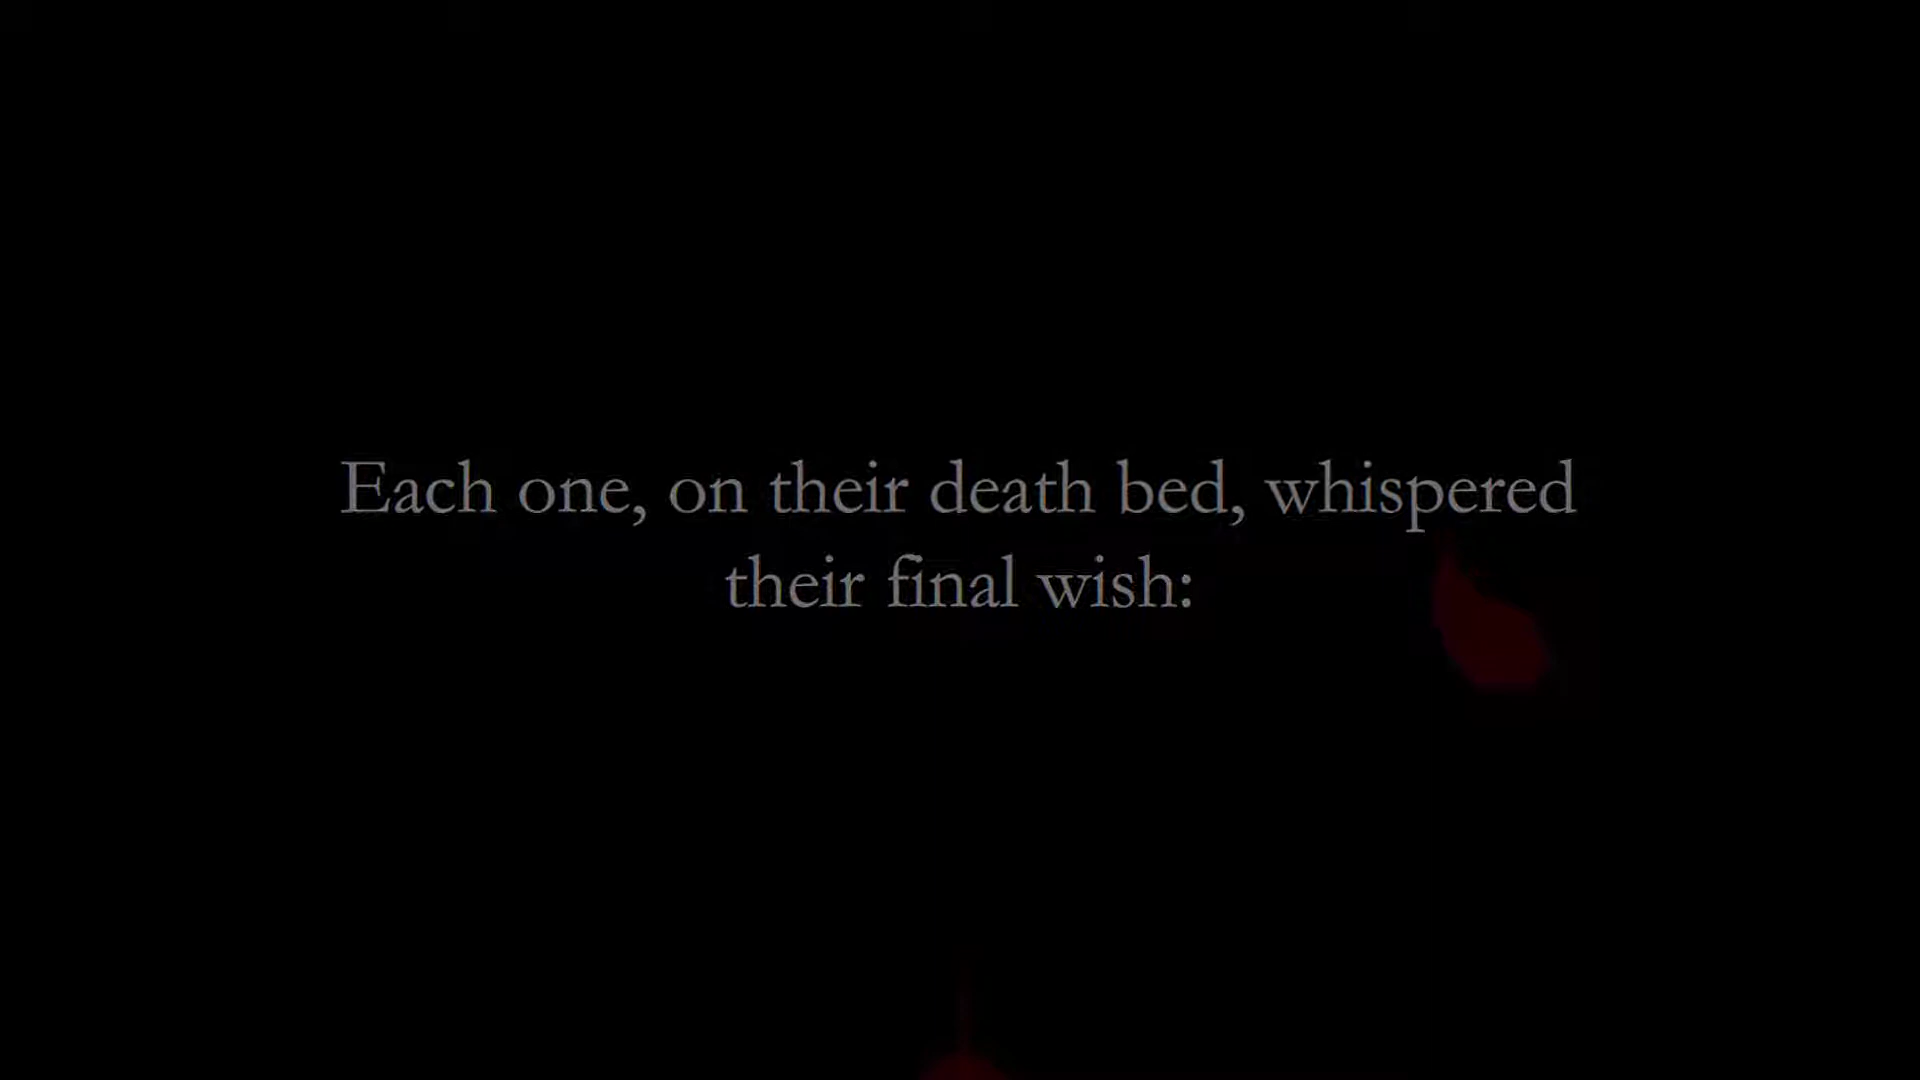 Each one, on their death bed, whispered
their final wish: